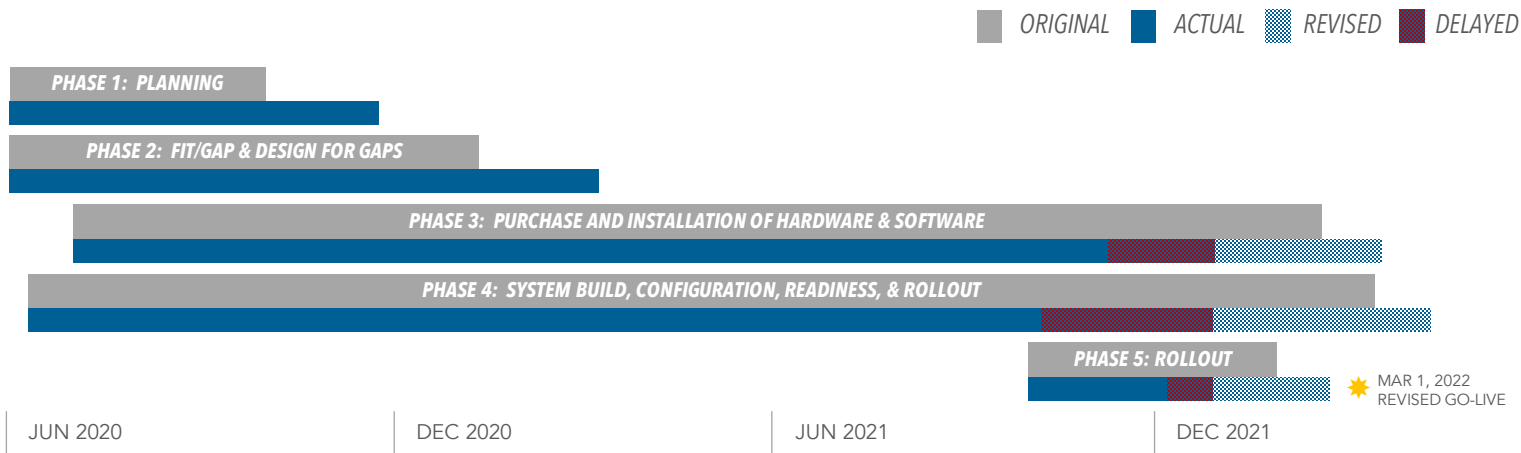 ORIGINAL ACTUAL REVISED DELAYED
PHASE 1: PLANNING
PHASE 2: FIT/GAP & DESIGN FOR GAPS
PHASE 3: PURCHASE AND INSTALLATION OF HARDWARE & SOFTWARE
PHASE 4: SYSTEM BUILD, CONFIGURATION, READINESS, & ROLLOUT
PHASE 5: ROLLOUT
MAR 1, 2022
REVISED GO-LIVE
JUN 2020 DEC 2020 JUN 2021 DEC 2021